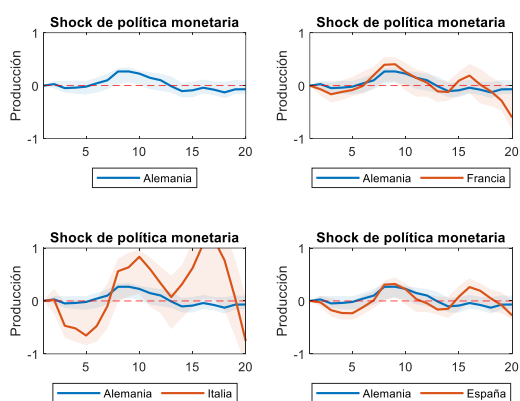 Shock de política monetaria
1
0
-1
Producción
5 10 15 20
Alemania
Shock de política monetaria
1
0
-1
Producción
5 10 15 20
Alemania Francia
Shock de política monetaria
1
0
-1
Producción
5 10 15 20
Alemania Italia
Shock de política monetaria
1
0
-1
Producción
5 10 15 20
Alemania España